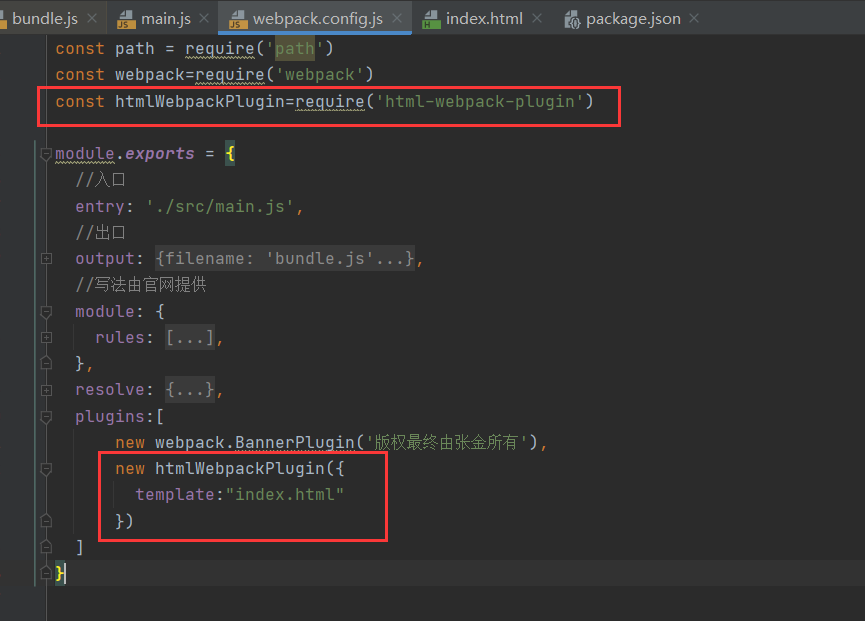 bundle.js
main.js
webpack.config.js
index.html
package.json
const path = require('path')
const webpack=require('webpack')
const htmlWebpackPlugin=require('html-webpack-plugin')
module.exports = {
//入口
entry: './src/main.js',
//出口
output: {filename: 'bundle.js'...},
//写法由官网提供
module: {
rules: [...],
},
resolve: {...},
plugins:[
new webpack.BannerPlugin('版权最终由张金所有'),
new htmlWebpackPlugin({
template:"index.html"
})
]
}